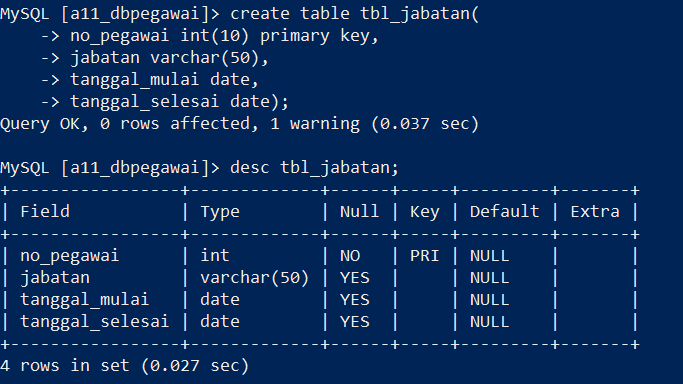 MySQL [a11_dbpegawai]> create table tbl_jabatan(
    -> no_pegawai int(10) primary key,
    -> jabatan varchar(50),
    -> tanggal_mulai date,
    -> tanggal_selesai date);
Query OK, 0 rows affected, 1 warning (0.037 sec)

MySQL [a11_dbpegawai]> desc tbl_jabatan;
+-----------------+-------------+------+-----+---------+-------+
| Field           | Type        | Null | Key | Default | Extra |
+-----------------+-------------+------+-----+---------+-------+
| no_pegawai      | int         | NO   | PRI | NULL    |       |
| jabatan         | varchar(50) | YES  |     | NULL    |       |
| tanggal_mulai   | date        | YES  |     | NULL    |       |
| tanggal_selesai | date        | YES  |     | NULL    |       |
+-----------------+-------------+------+-----+---------+-------+
4 rows in set (0.027 sec)